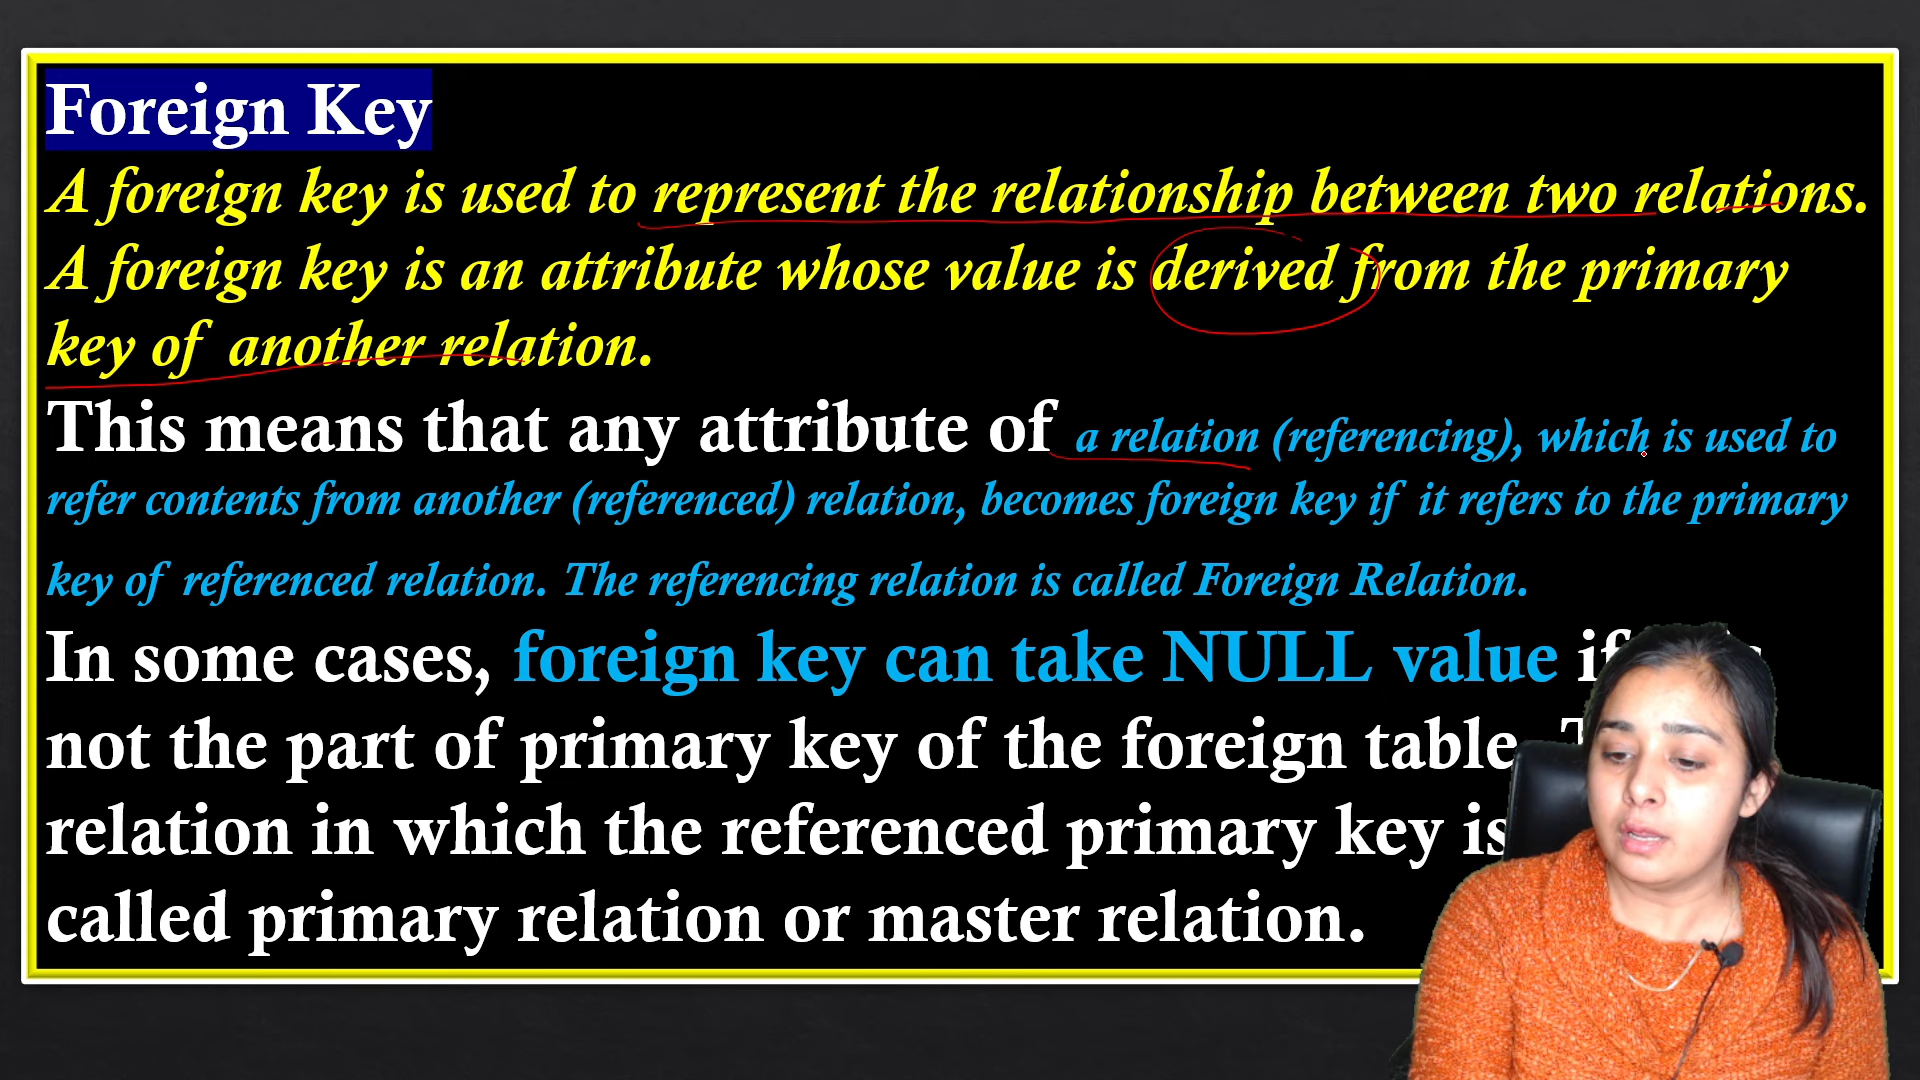 Foreign Key
A foreign key is used to represent the relationship between two relations.
A foreign key is an attribute whose value is derived from the primary
key of another relation.
This means that any attribute of a relation (referencing), which is used to
refer contents from another (referenced) relation, becomes foreign key if it refers to the primary
key of referenced relation. The referencing relation is called Foreign Relation.
In some cases, foreign key can take NULL value if
not the part of primary key of the foreign table.
relation in which the referenced primary key is
called primary relation or master relation.